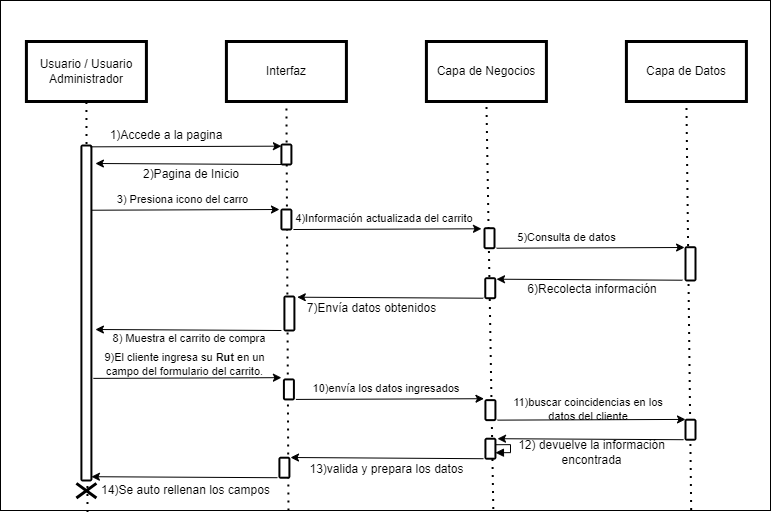 Usuario / Usuario
Administrador
Interfaz
Capa de Negocios
Capa de Datos
1)Accede a la pagina
2)Pagina de Inicio
3) Presiona icono del carro
4)Información actualizada del carrito
5)Consulta de datos
6)Recolecta información
7)Envía datos obtenidos
8) Muestra el carrito de compra
9)El cliente ingresa su Rut en un
campo del formulario del carrito.
10)envía los datos ingresados
11)buscar coincidencias en los
datos del cliente
12) devuelve la información
encontrada
13)valida y prepara los datos
14)Se auto rellenan los campos